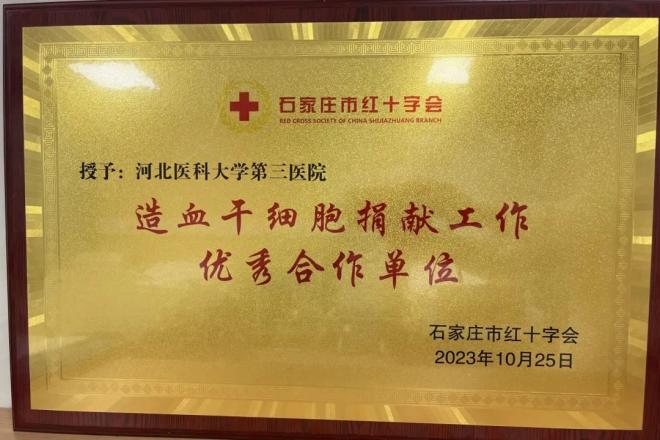 石家庄市红十字会
RED CROSS SOCIETY OF CHINA SHIJIAZHUANG BRANCH
授予：河北医科大学第三医院
造血干细胞捐献工作
优秀合作单位
石家庄市红十字会
2023年10月25日